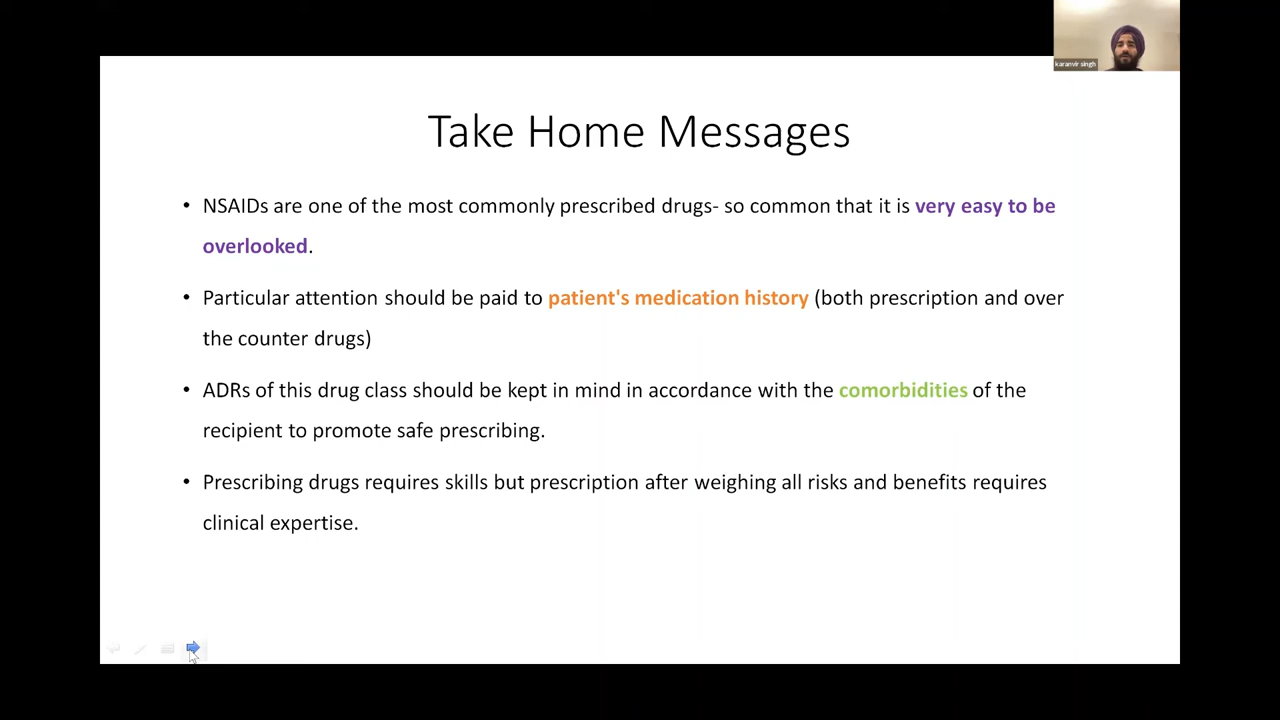 karanvir singh
Take Home Messages
• NSAIDs are one of the most commonly prescribed drugs- so common that it is very easy to be
overlooked.
• Particular attention should be paid to patient's medication history (both prescription and over
the counter drugs)
• ADRs of this drug class should be kept in mind in accordance with the comorbidities of the
recipient to promote safe prescribing.
• Prescribing drugs requires skills but prescription after weighing all risks and benefits requires
clinical expertise.